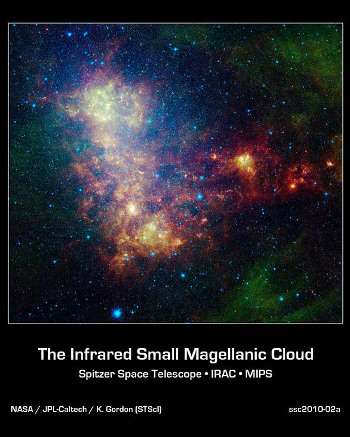 The Infrared Small Magellanic Cloud
Spitzer Space Telescope • IRAC • MIPS
NASA / JPL-Caltech / K. Gordon (STScI)
ssc2010-02a